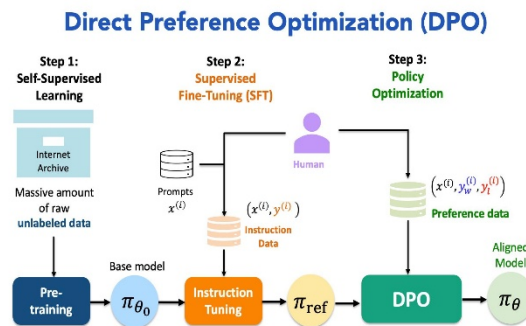 Direct Preference Optimization (DPO)
Step 1:
Self-Supervised
Learning
Step 2:
Supervised
Fine-Tuning (SFT)
Step 3:
Policy
Optimization
Internet
Archive
Massive amount
of raw
unlabeled data
Prompts
x^(i)
Human
(x^(i), y^(i))
Instruction
Data
(x^(i), y_w^(i), y_l^(i))
Preference data
Base model
Aligned
Model
Pre-
training
π_θ₀
Instruction
Tuning
π_ref
DPO
π_θ